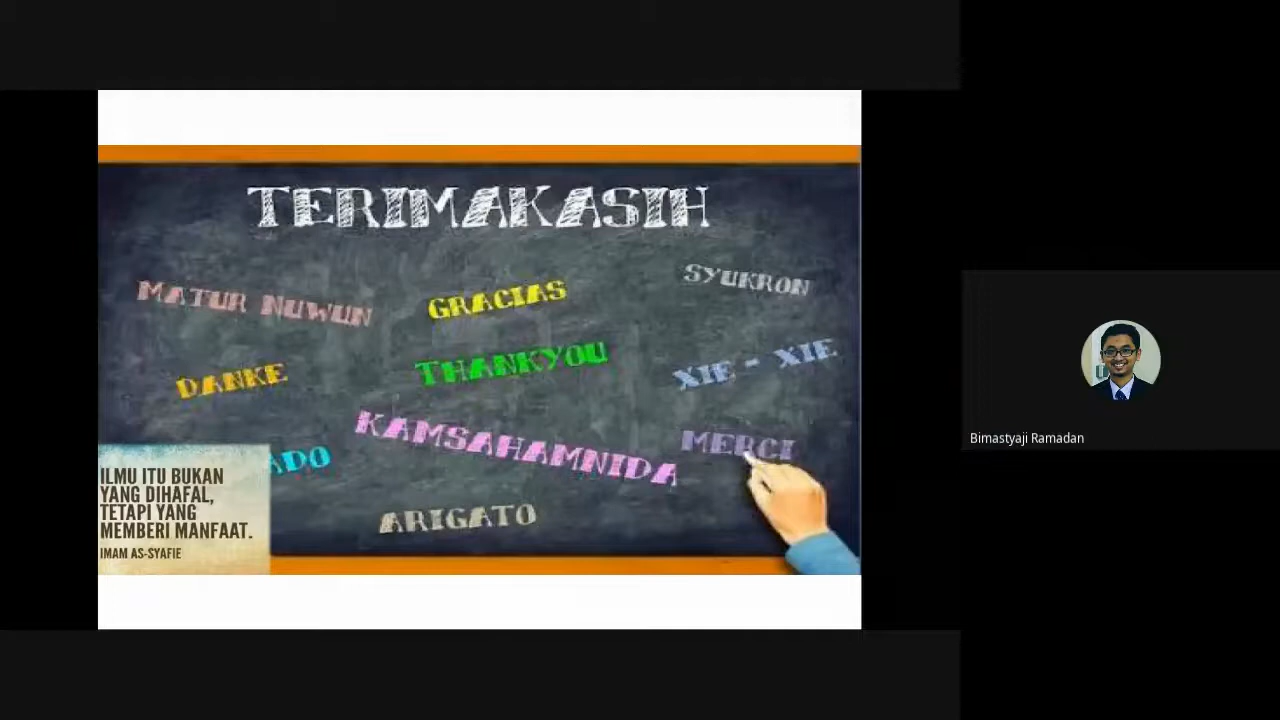 TERIMAKASIH
MATUR NUWUN
GRACIAS
SYUKRON
DANKE
THANKYOU
XIE - XIE
KAMSAHAMNIDA
MERCI
ADO
ARIGATO
ILMU ITU BUKAN
YANG DIHAFAL,
TETAPI YANG
MEMBERI MANFAAT.
IMAM AS-SYAFIE
Bimastyaji Ramadan